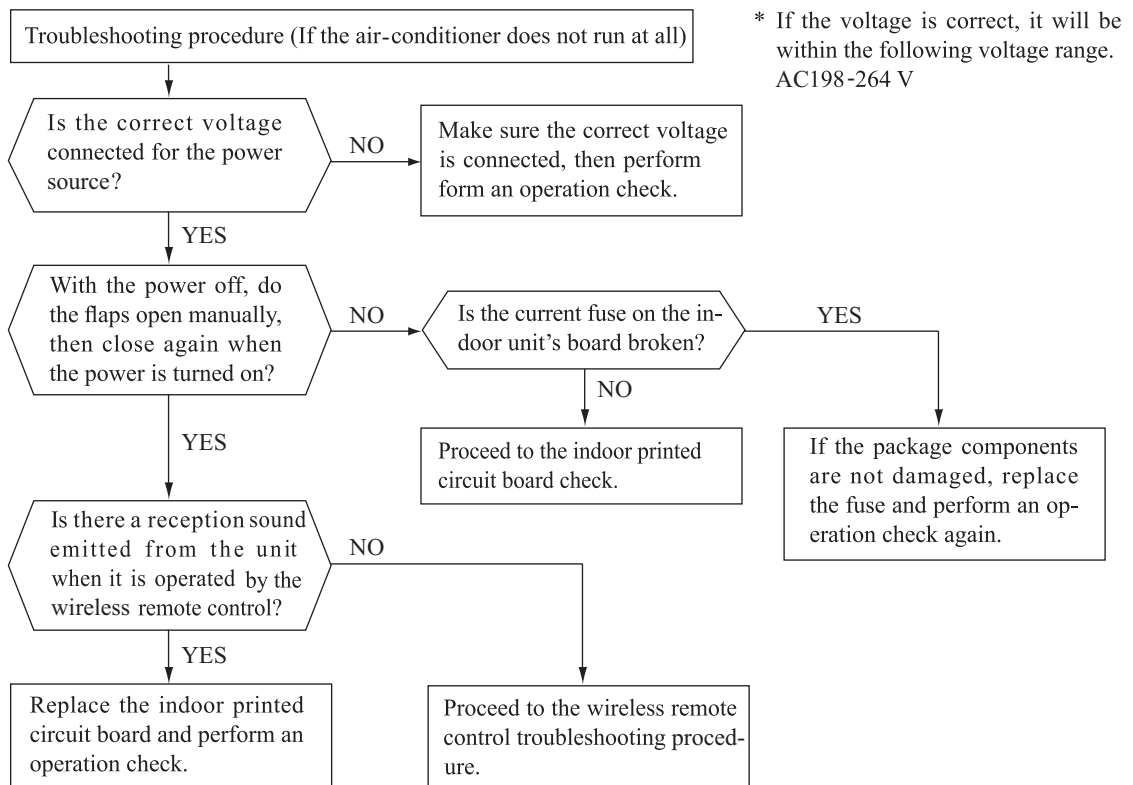 Troubleshooting procedure (If the air-conditioner does not run at all)
* If the voltage is correct, it will be
within the following voltage range.
AC198-264 V
Is the correct voltage
connected for the power
source?
NO
Make sure the correct voltage
is connected, then perform
form an operation check.
YES
With the power off, do
the flaps open manually,
then close again when
the power is turned on?
NO
Is the current fuse on the in-
door unit's board broken?
YES
NO
YES
Proceed to the indoor printed
circuit board check.
If the package components
are not damaged, replace
the fuse and perform an op-
eration check again.
Is there a reception sound
emitted from the unit
when it is operated by the
wireless remote control?
NO
YES
Replace the indoor printed
circuit board and perform an
operation check.
Proceed to the wireless remote
control troubleshooting proced-
ure.